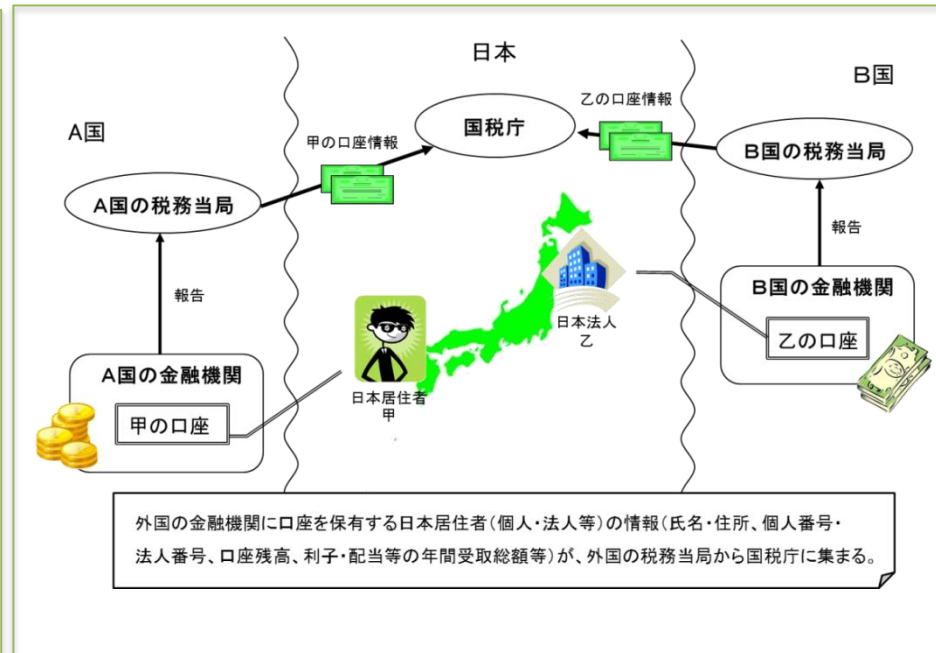 日本
A国
B国
甲の口座情報
乙の口座情報
国税庁
A国の税務当局
B国の税務当局
報告
報告
A国の金融機関
甲の口座
日本居住者
甲
日本法人
乙
B国の金融機関
乙の口座
外国の金融機関に口座を保有する日本居住者(個人・法人等)の情報(氏名・住所、個人番号・
法人番号、口座残高、利子・配当等の年間受取総額等)が、外国の税務当局から国税庁に集まる。